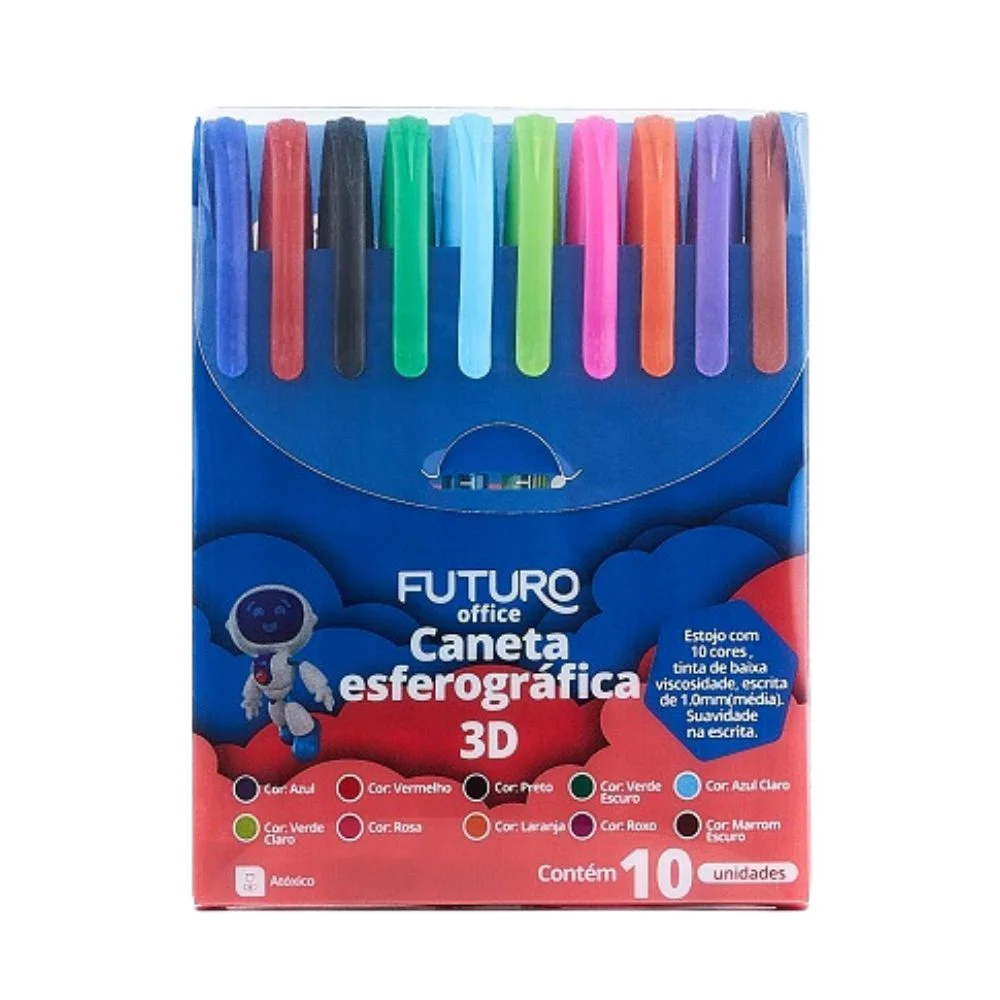 FUTURO
office
Caneta
esferográfica
3D
Estojo com
10 cores ,
tinta de baixa
viscosidade, escrita
de 1.0mm(média).
Suavidade
na escrita.
Cor: Azul
Cor: Vermelho
Cor: Preto
Cor: Verde
Escuro
Cor: Azul Claro
Cor: Verde
Claro
Cor: Rosa
Cor: Laranja
Cor: Roxo
Cor: Marrom
Escuro
Atóxico
Contém 10 unidades